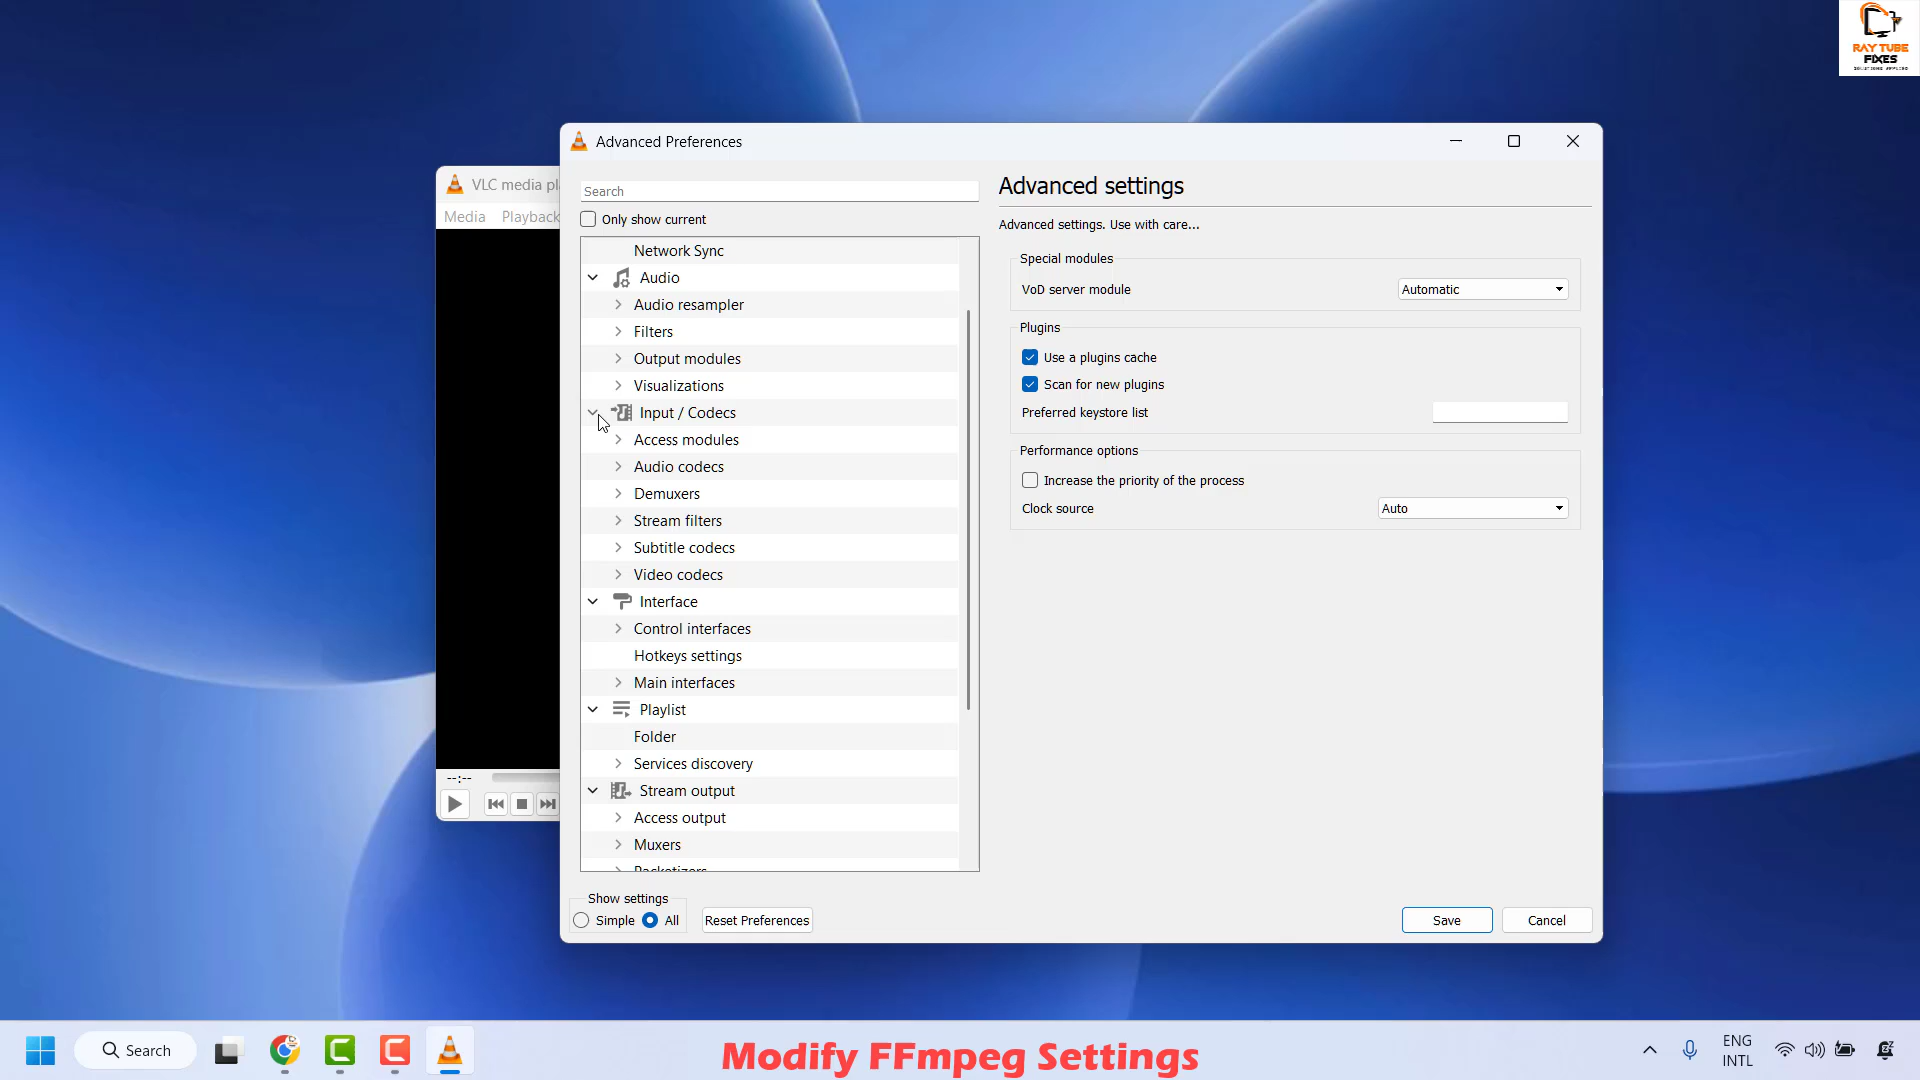 RAY TUBE
FIXES
VLC media pl
Media Playback
--:--
Advanced Preferences
Search
Only show current
Network Sync
Audio
Audio resampler
Filters
Output modules
Visualizations
Input / Codecs
Access modules
Audio codecs
Demuxers
Stream filters
Subtitle codecs
Video codecs
Interface
Control interfaces
Hotkeys settings
Main interfaces
Playlist
Folder
Services discovery
Stream output
Access output
Muxers
Packetizers
Show settings
Simple All
Reset Preferences
Advanced settings
Advanced settings. Use with care...
Special modules
VoD server module Automatic
Plugins
Use a plugins cache
Scan for new plugins
Preferred keystore list
Performance options
Increase the priority of the process
Clock source Auto
Save Cancel
Search
Modify FFmpeg Settings
ENG
INTL